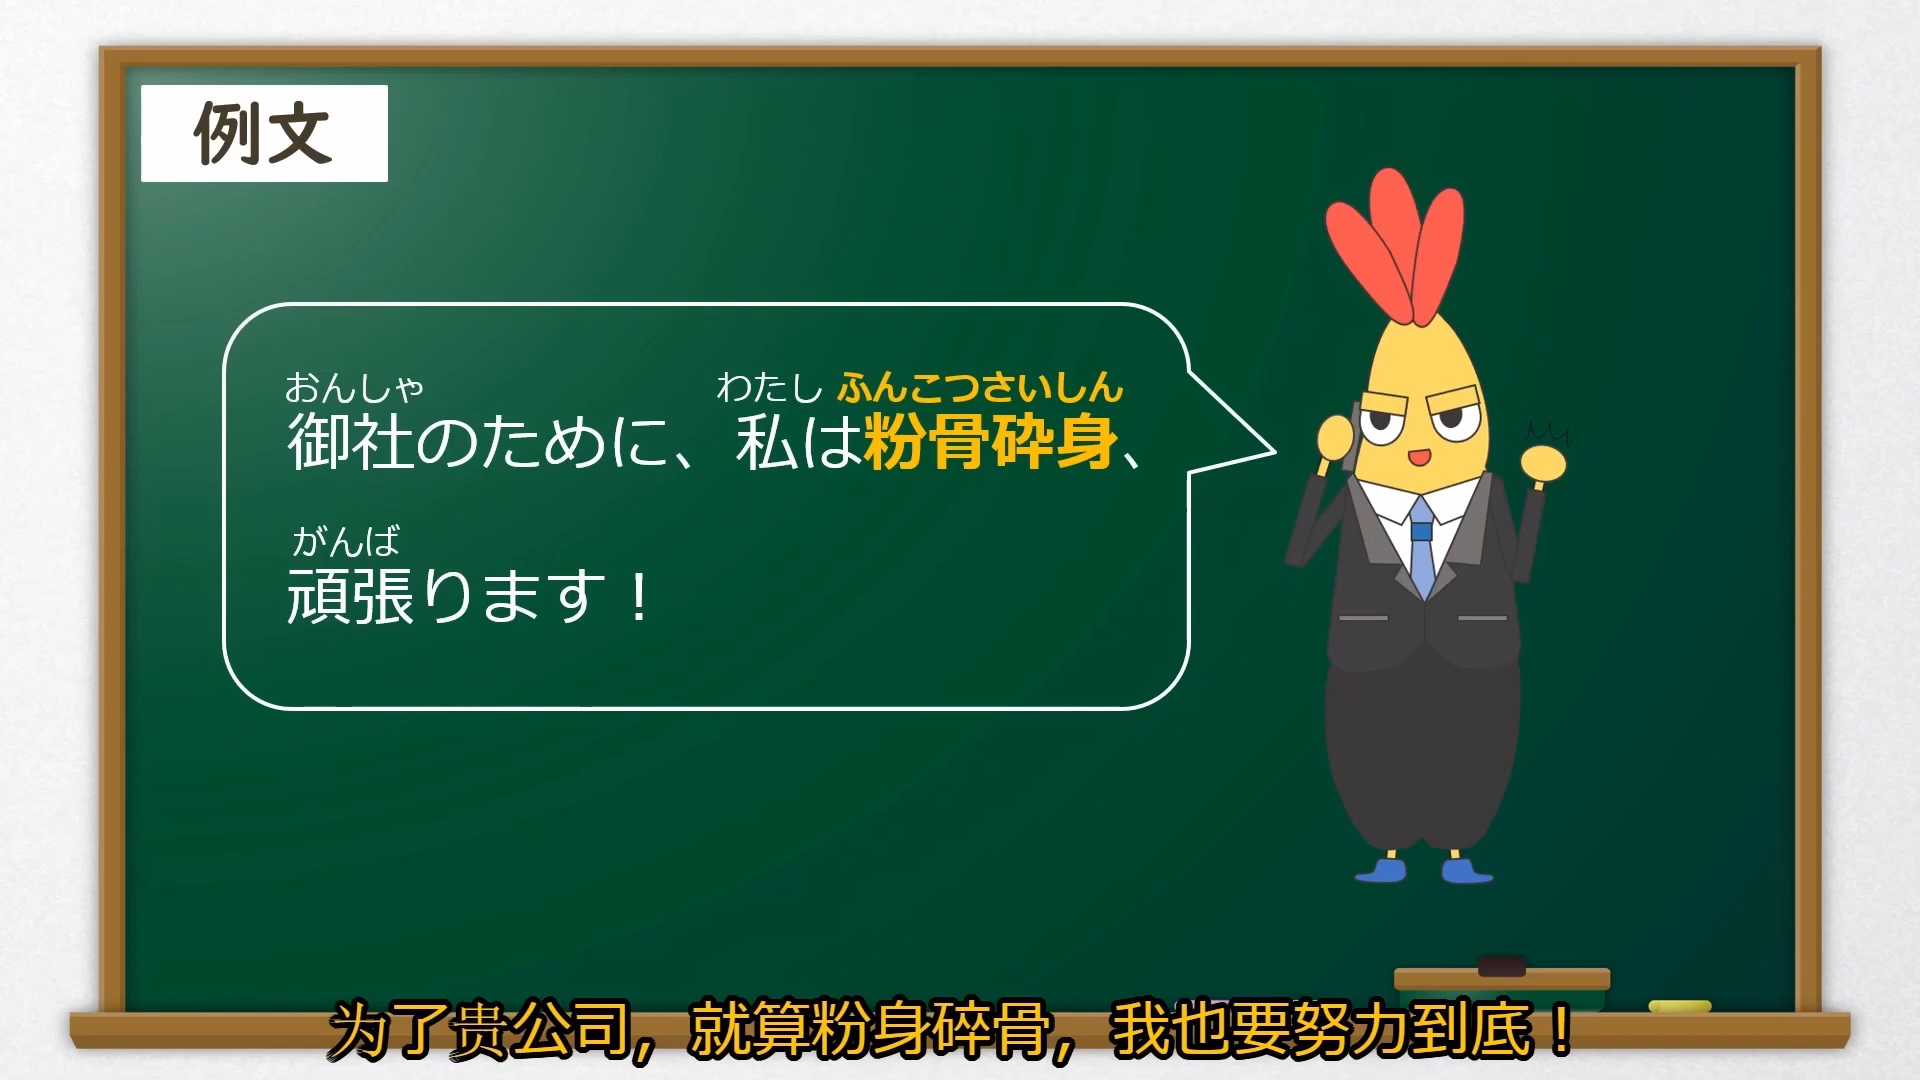 例文
おんしゃ わたし ふんこつさいしん
御社のために、私は粉骨砕身、
がんば
頑張ります！
为了贵公司，就算粉身碎骨，我也要努力到底！